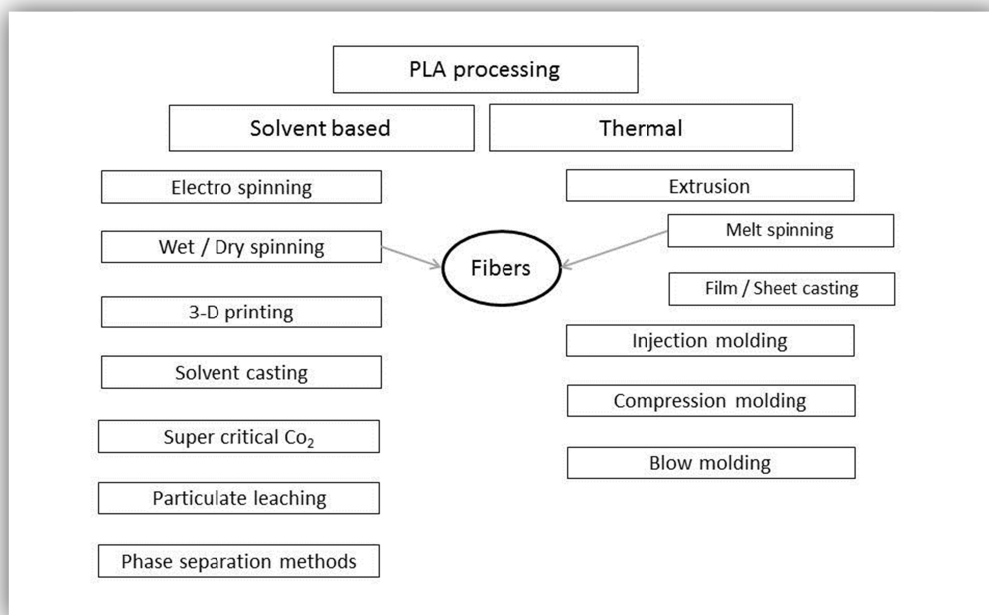 PLA processing
Solvent based
Thermal
Electro spinning
Wet / Dry spinning
3-D printing
Solvent casting
Super critical Co₂
Particulate leaching
Phase separation methods
Fibers
Extrusion
Melt spinning
Film / Sheet casting
Injection molding
Compression molding
Blow molding